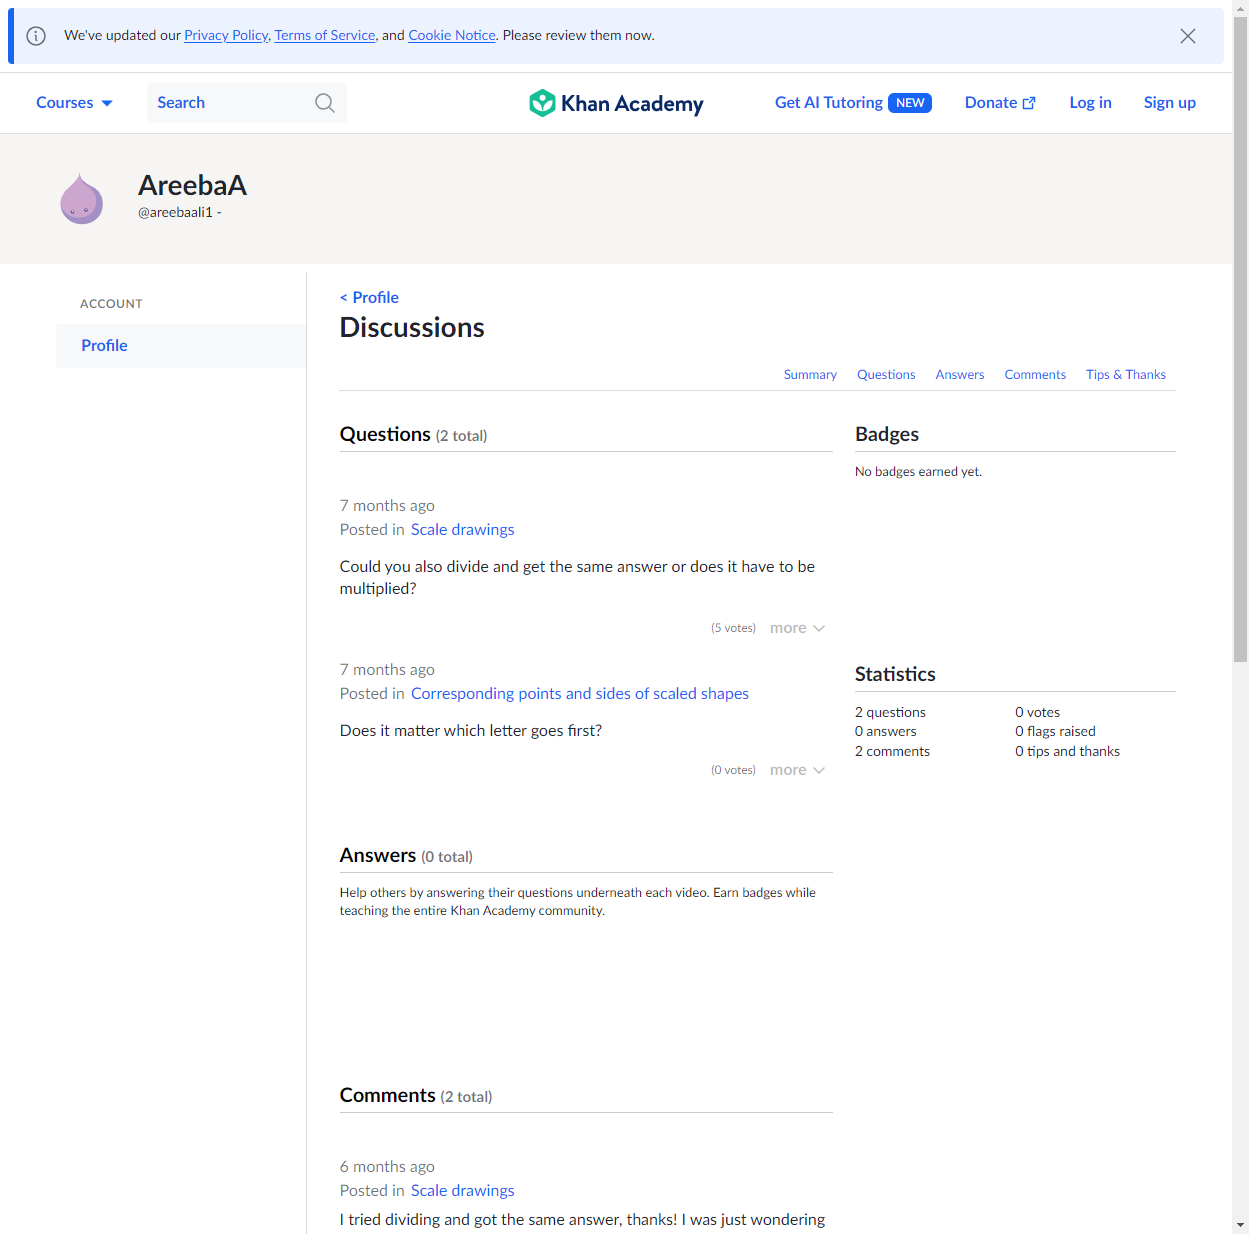 We've updated our Privacy Policy, Terms of Service, and Cookie Notice. Please review them now.
Courses
Search
Khan Academy
Get AI Tutoring NEW
Donate
Log in
Sign up
AreebaA
@areebaali1 -
ACCOUNT
Profile
< Profile
Discussions
Summary
Questions
Answers
Comments
Tips & Thanks
Questions (2 total)
7 months ago
Posted in Scale drawings
Could you also divide and get the same answer or does it have to be
multiplied?
(5 votes) more
7 months ago
Posted in Corresponding points and sides of scaled shapes
Does it matter which letter goes first?
(0 votes) more
Badges
No badges earned yet.
Statistics
2 questions
0 votes
0 answers
0 flags raised
2 comments
0 tips and thanks
Answers (0 total)
Help others by answering their questions underneath each video. Earn badges while
teaching the entire Khan Academy community.
Comments (2 total)
6 months ago
Posted in Scale drawings
I tried dividing and got the same answer, thanks! I was just wondering